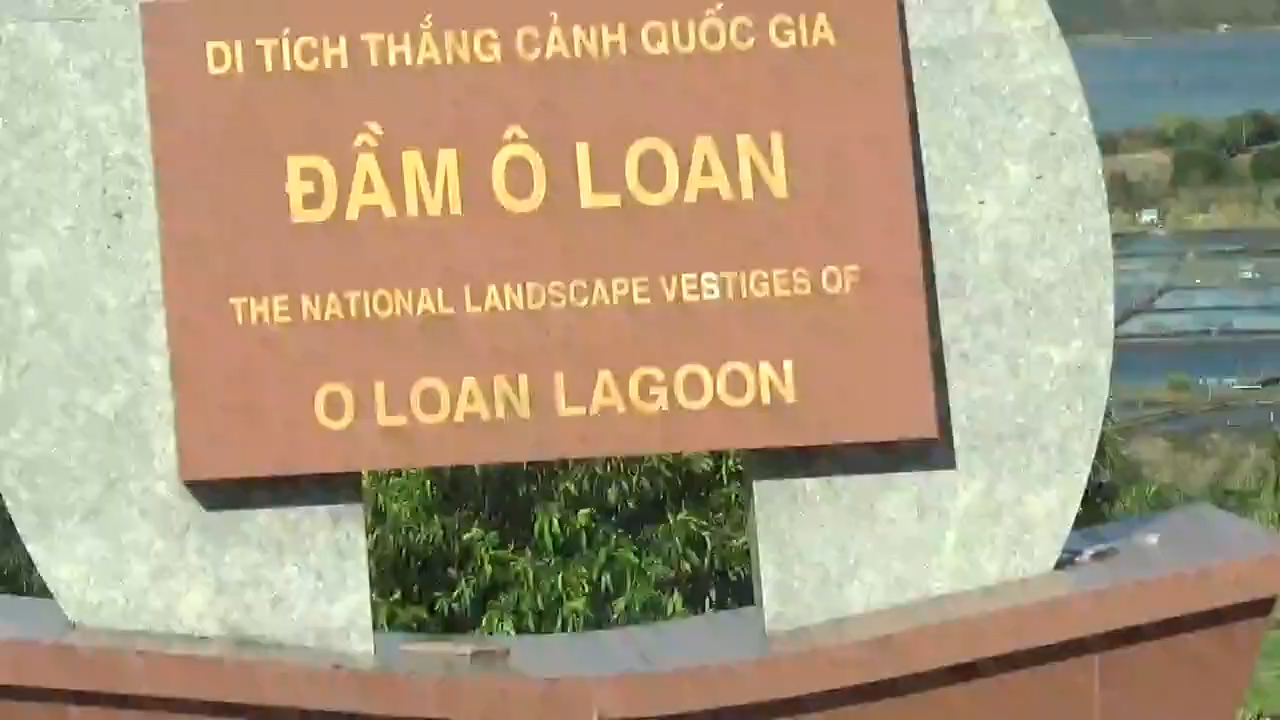 DI TÍCH THẮNG CẢNH QUỐC GIA
ĐẦM Ô LOAN
THE NATIONAL LANDSCAPE VESTIGES OF
O LOAN LAGOON